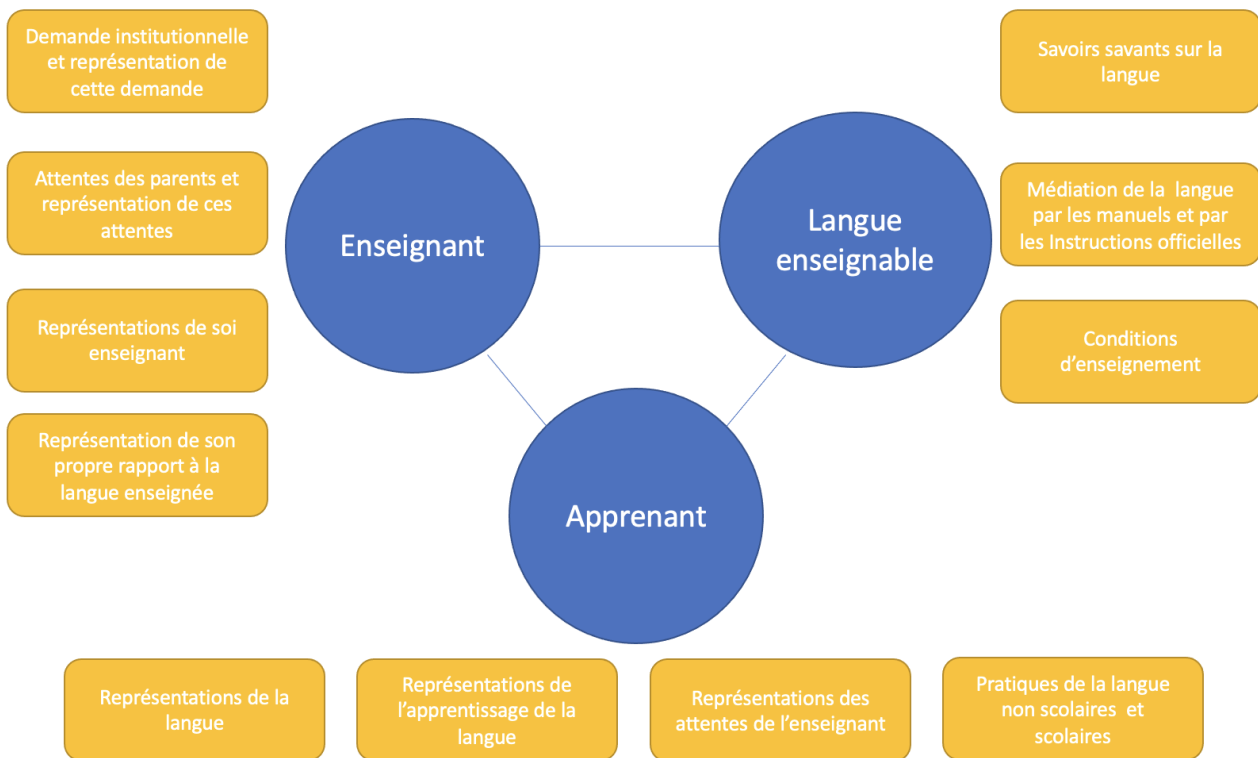 Demande institutionnelle
et représentation de
cette demande
Attentes des parents et
représentation de ces
attentes
Représentations de soi
enseignant
Représentation de son
propre rapport à la
langue enseignée
Enseignant
Langue
enseignable
Apprenant
Savoirs savants sur la
langue
Médiation de la langue
par les manuels et par
les Instructions officielles
Conditions
d’enseignement
Représentations de la
langue
Représentations de
l’apprentissage de la
langue
Représentations des
attentes de l’enseignant
Pratiques de la langue
non scolaires et
scolaires